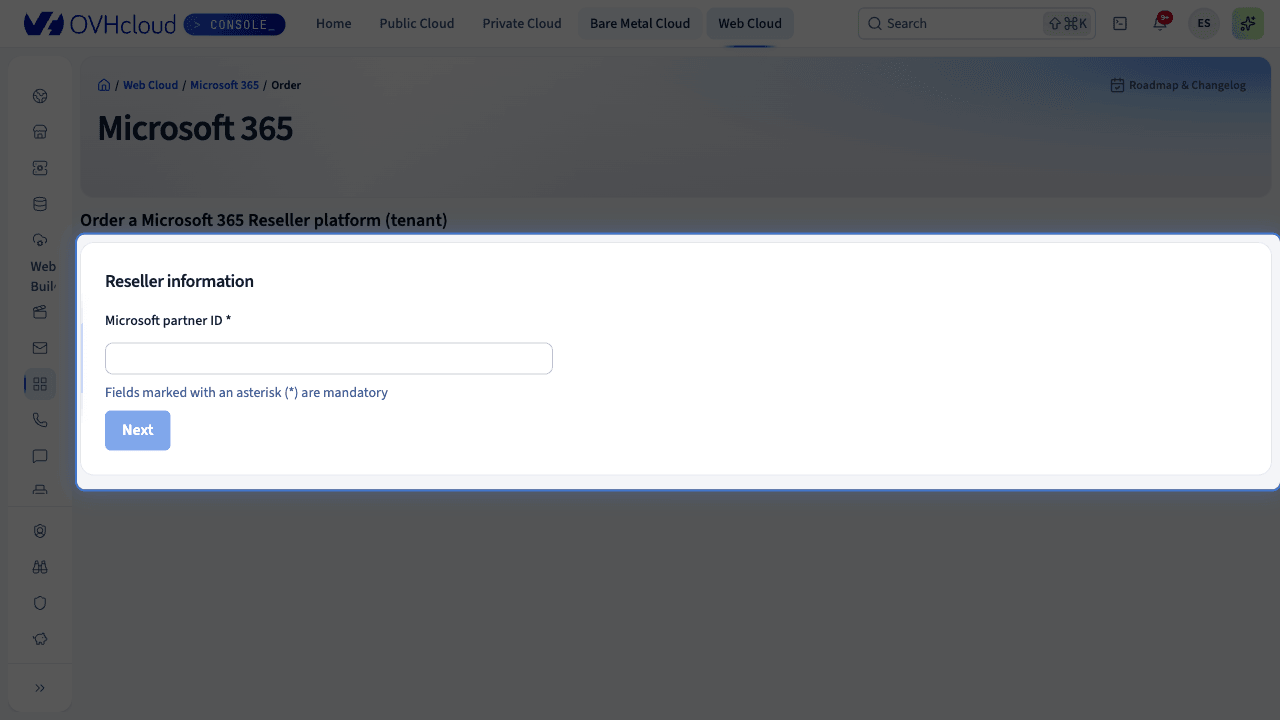 OVHcloud > CONSOLE_
Home
Public Cloud
Private Cloud
Bare Metal Cloud
Web Cloud
Search
⇧⌘K
9+
ES
/ Web Cloud / Microsoft 365 / Order
Roadmap & Changelog
Microsoft 365
Order a Microsoft 365 Reseller platform (tenant)
Web
Buil
Reseller information
Microsoft partner ID *
Fields marked with an asterisk (*) are mandatory
Next